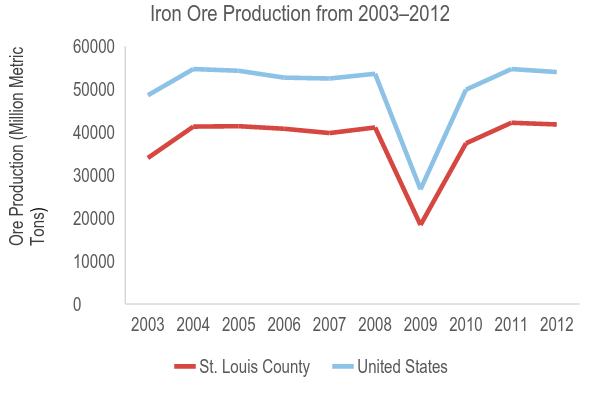 Iron Ore Production from 2003–2012
Ore Production (Million Metric
Tons)
60000
50000
40000
30000
20000
10000
0
2003 2004 2005 2006 2007 2008 2009 2010 2011 2012
St. Louis County United States